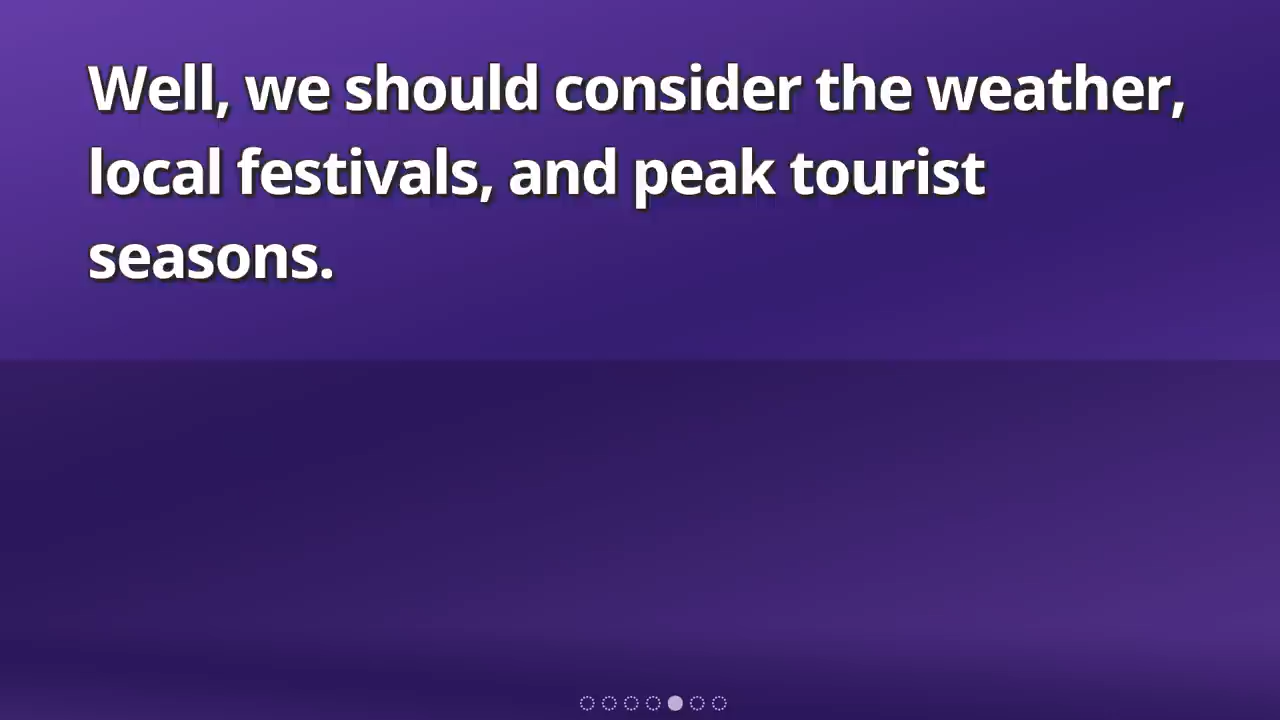 Well, we should consider the weather,
local festivals, and peak tourist
seasons.